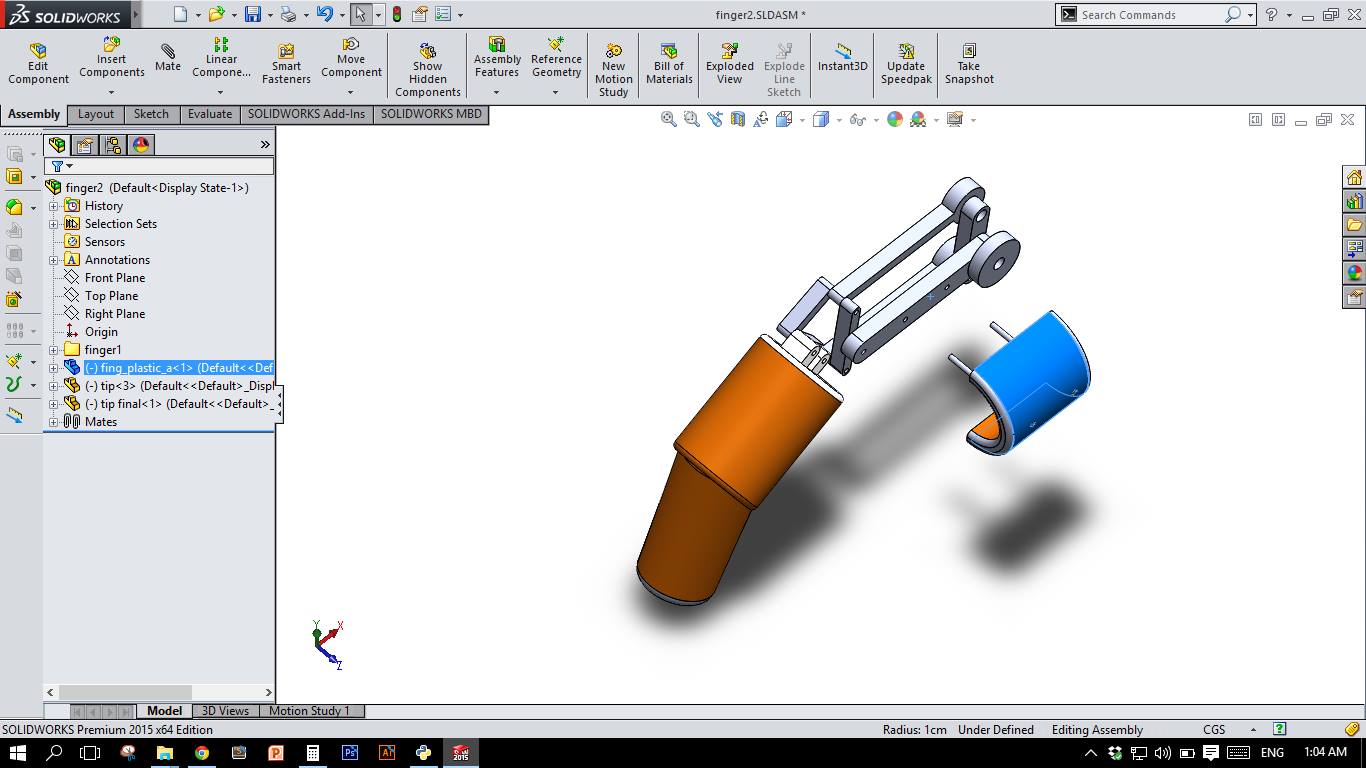 SOLIDWORKS
finger2.SLDASM *
Search Commands
Edit Component
Insert Components
Mate
Linear Compone...
Smart Fasteners
Move Component
Show Hidden Components
Assembly Features
Reference Geometry
New Motion Study
Bill of Materials
Exploded View
Explode Line Sketch
Instant3D
Update Speedpak
Take Snapshot
Assembly
Layout
Sketch
Evaluate
SOLIDWORKS Add-Ins
SOLIDWORKS MBD
finger2 (Default<Display State-1>)
History
Selection Sets
Sensors
Annotations
Front Plane
Top Plane
Right Plane
Origin
finger1
(-) fing_plastic_a<1> (Default<<Def
(-) tip<3> (Default<<Default>_Displ
(-) tip final<1> (Default<<Default>_
Mates
Y
X
Z
Model
3D Views
Motion Study 1
SOLIDWORKS Premium 2015 x64 Edition
Radius: 1cm
Under Defined
Editing Assembly
CGS
Ps
Ai
2015
ENG
1:04 AM